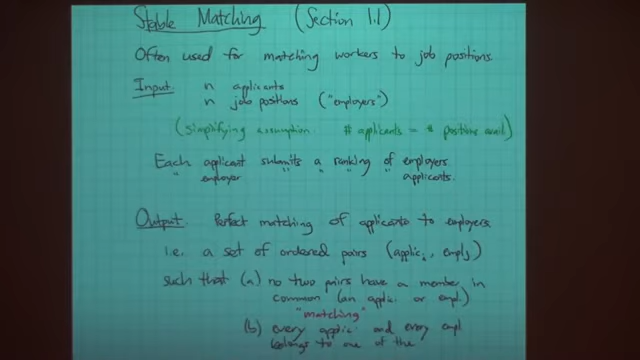 Stable Matching (Section 1.1)
Often used for matching workers to job positions.
Input: n applicants
n job positions ("employers")
(simplifying assumption # applicants = # positions avail.)
Each applicant submits a ranking of employers.
" employer " " " " applicants.
Output: Perfect matching of applicants to employers
i.e. a set of ordered pairs (applic., empl.)
such that (a) no two pairs have a member in
common (an applic. or empl.)
"matching"
(b) every applic. and every empl
belongs to one of the